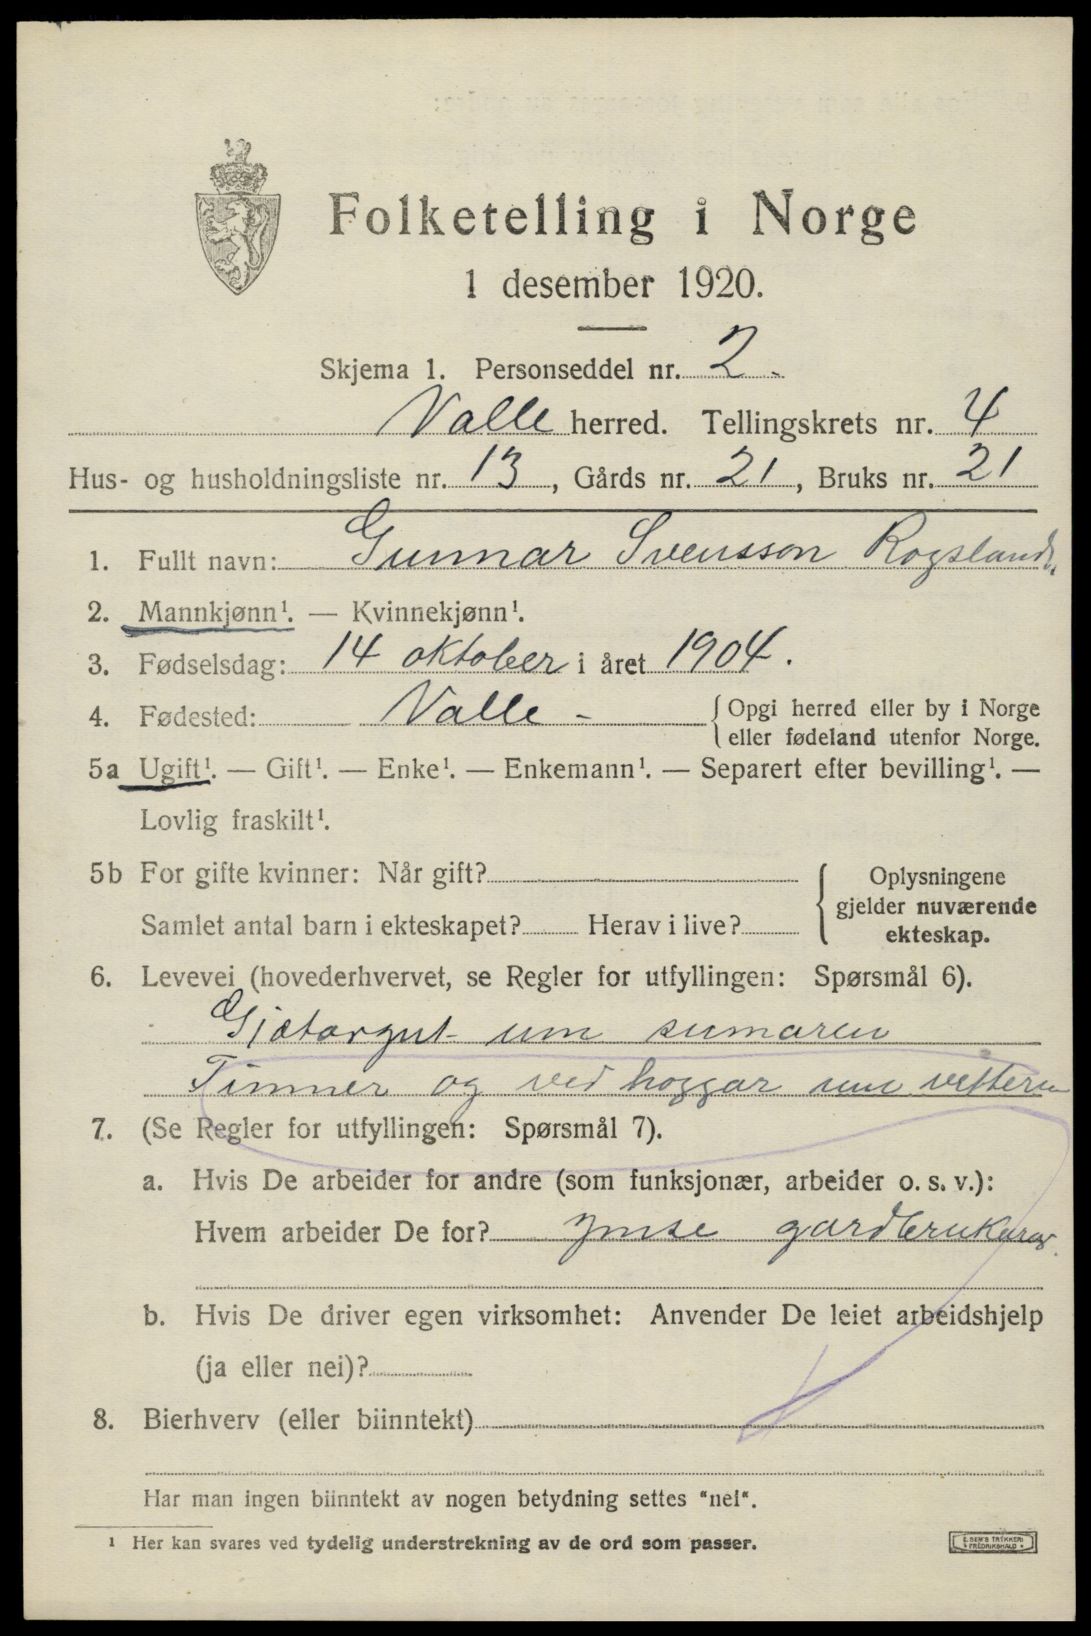 Folketelling i Norge
1 desember 1920.
Skjema 1. Personseddel nr. 2.
Valle herred. Tellingskrets nr. 4
Hus- og husholdningsliste nr. 13, Gårds nr. 21, Bruks nr. 21
1. Fullt navn: Gunnar Svensson Rogsland.
2. Mannkjønn¹. — Kvinnekjønn¹.
3. Fødselsdag: 14 oktober i året 1904.
4. Fødested: Valle - { Opgi herred eller by i Norge
eller fødeland utenfor Norge.
5a Ugift¹. — Gift¹. — Enke¹. — Enkemann¹. — Separert efter bevilling¹. —
Lovlig fraskilt¹.
5b For gifte kvinner: Når gift? { Oplysningene
gjelder nuværende
Samlet antal barn i ekteskapet? Herav i live?
ekteskap.
6. Levevei (hovederhvervet, se Regler for utfyllingen: Spørsmål 6).
Gjætargut um sumaren
Timmer og ved hoggar um vetteren
7. (Se Regler for utfyllingen: Spørsmål 7).
a. Hvis De arbeider for andre (som funksjonær, arbeider o. s. v.):
Hvem arbeider De for? ymse gardbrukarar.
b. Hvis De driver egen virksomhet: Anvender De leiet arbeidshjelp
(ja eller nei)?
8. Bierhverv (eller biinntekt)
Har man ingen biinntekt av nogen betydning settes "nei".
¹ Her kan svares ved tydelig understrekning av de ord som passer.
FREDRIKSHALD